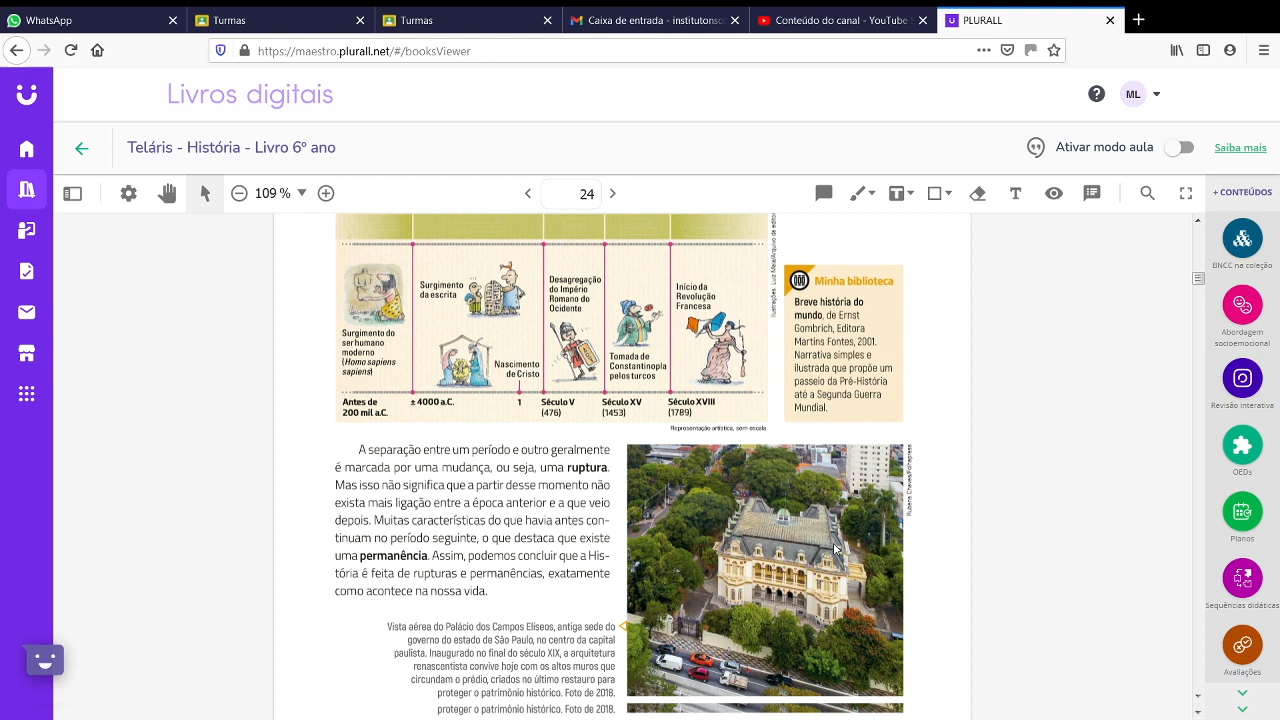 WhatsApp
Turmas
Turmas
Caixa de entrada - institutonsc
Conteúdo do canal - YouTube S
PLURALL
https://maestro.plurall.net/#/booksViewer
Livros digitais
ML
Teláris - História - Livro 6º ano
Ativar modo aula
Saiba mais
109 %
24
+ CONTEÚDOS
BNCC na coleção
Abordagem
socioemocional
Revisão interativa
OEDs
Planos
Sequências didáticas
Avaliações
Surgimento do
ser humano
moderno
(Homo sapiens
sapiens)
Surgimento
da escrita
Nascimento
de Cristo
Desagregação
do Império
Romano do
Ocidente
Tomada de
Constantinopla
pelos turcos
Início da
Revolução
Francesa
Antes de
200 mil a.C.
± 4000 a.C.
1
Século V
(476)
Século XV
(1453)
Século XVIII
(1789)
Ilustrações: Luiz Maia/Arquivo da editor
Representação artística, sem escala.
Minha biblioteca
Breve história do
mundo, de Ernst
Gombrich, Editora
Martins Fontes, 2001.
Narrativa simples e
ilustrada que propõe um
passeio da Pré-História
até a Segunda Guerra
Mundial.
A separação entre um período e outro geralmente
é marcada por uma mudança, ou seja, uma ruptura.
Mas isso não significa que a partir desse momento não
exista mais ligação entre a época anterior e a que veio
depois. Muitas características do que havia antes con-
tinuam no período seguinte, o que destaca que existe
uma permanência. Assim, podemos concluir que a His-
tória é feita de rupturas e permanências, exatamente
como acontece na nossa vida.
Rubens Chaves/Folhapress
Vista aérea do Palácio dos Campos Elíseos, antiga sede do
governo do estado de São Paulo, no centro da capital
paulista. Inaugurado no final do século XIX, a arquitetura
renascentista convive hoje com os altos muros que
circundam o prédio, criados no último restauro para
proteger o patrimônio histórico. Foto de 2018.
proteger o patrimônio histórico. Foto de 2018.